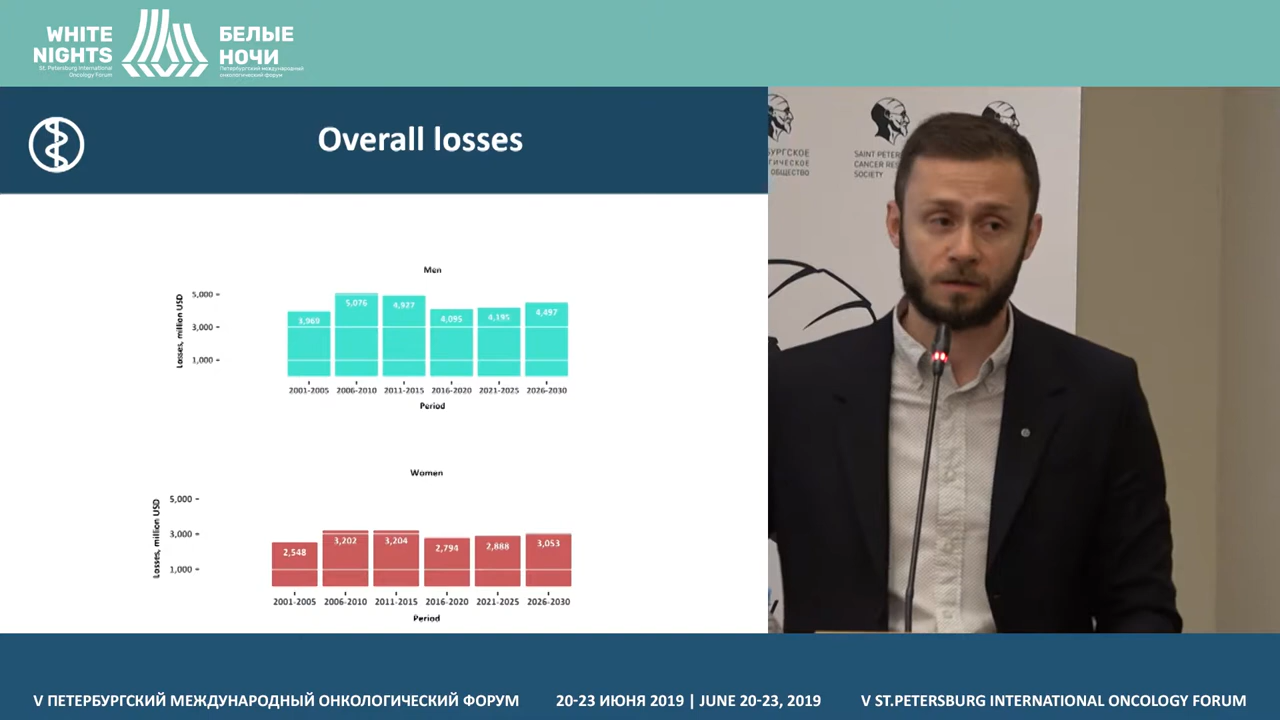 WHITE
NIGHTS
St. Petersburg International
Oncology Forum
БЕЛЫЕ
НОЧИ
Петербургский международный
онкологический форум
Overall losses
Men
Losses, million USD
5,000
3,000
1,000
3,969
5,076
4,927
4,095
4,195
4,497
2001-2005 2006-2010 2011-2015 2016-2020 2021-2025 2026-2030
Period
Women
Losses, million USD
5,000
3,000
1,000
2,548
3,202
3,204
2,794
2,888
3,053
2001-2005 2006-2010 2011-2015 2016-2020 2021-2025 2026-2030
Period
ОБЩЕСТВО
SAINT PETER
CANCER RE
SOCIETY
V ПЕТЕРБУРГСКИЙ МЕЖДУНАРОДНЫЙ ОНКОЛОГИЧЕСКИЙ ФОРУМ
20-23 ИЮНЯ 2019 | JUNE 20-23, 2019
V ST.PETERSBURG INTERNATIONAL ONCOLOGY FORUM